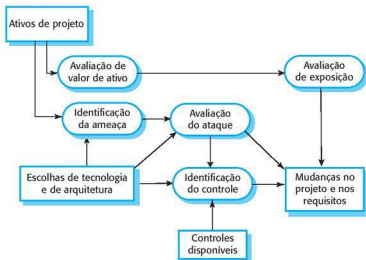 Ativos de projeto
Avaliação de
valor de ativo
Avaliação
de exposição
Identificação
da ameaça
Avaliação
do ataque
Escolhas de tecnologia
e de arquitetura
Identificação
do controle
Mudanças no
projeto e nos
requisitos
Controles
disponíveis